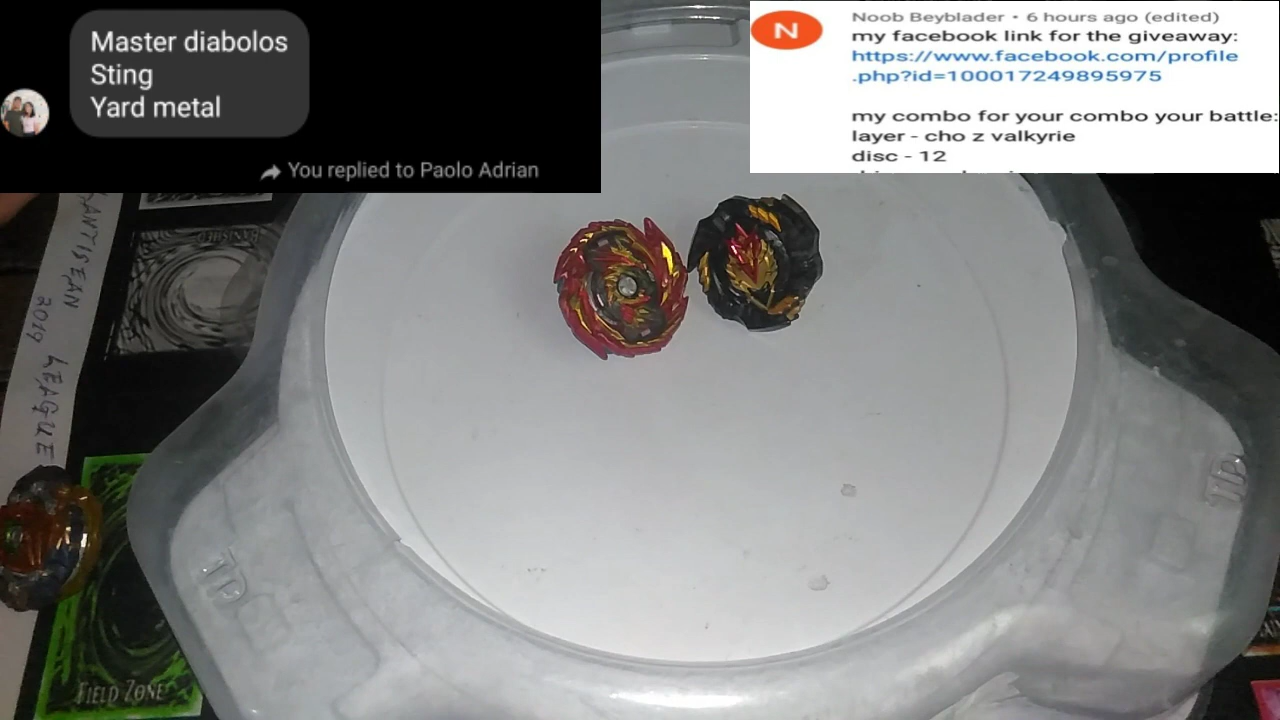 Master diabolos
Sting
Yard metal
You replied to Paolo Adrian
N
Noob Beyblader • 6 hours ago (edited)
my facebook link for the giveaway:
https://www.facebook.com/profile
.php?id=100017249895975
my combo for your combo your battle:
layer - cho z valkyrie
disc - 12
BANISHED
2019 LEAGUE
FIELD ZONE